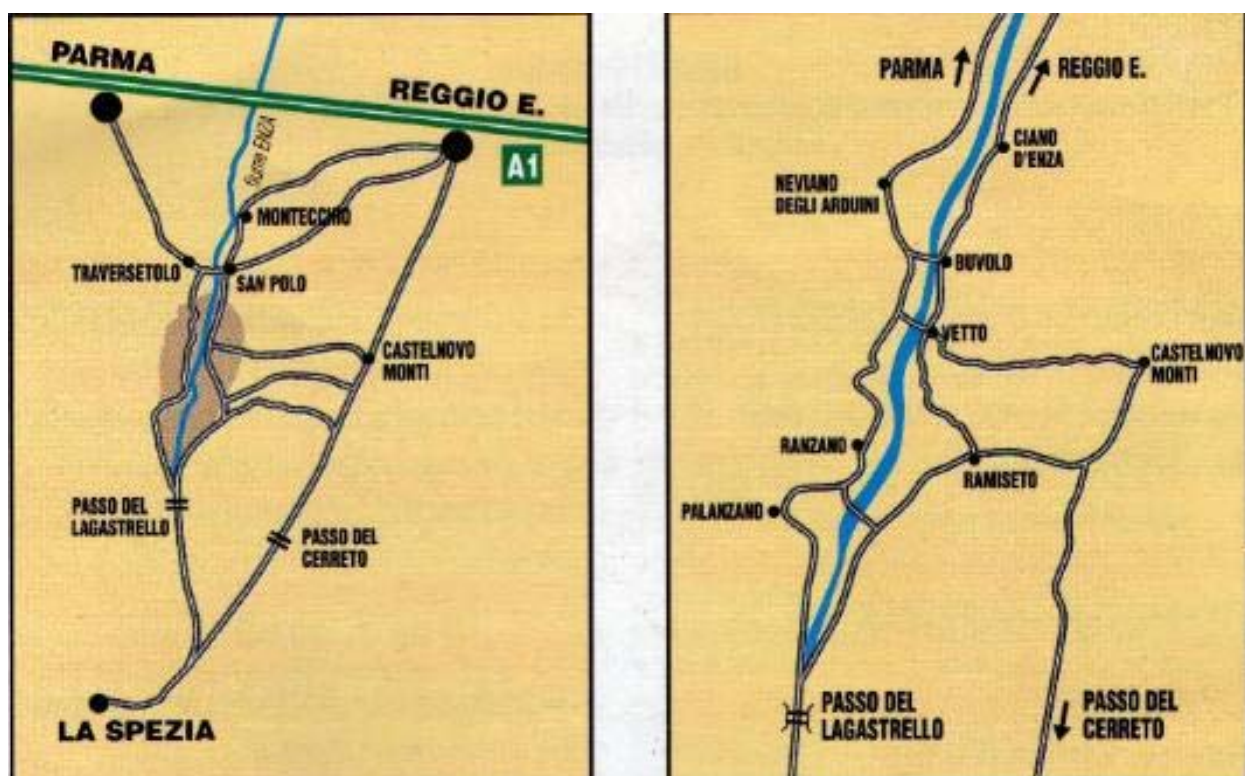 PARMA
REGGIO E.
A1
fiume ENZA
MONTECCHIO
TRAVERSETOLO
SAN POLO
CASTELNOVO
MONTI
PASSO DEL
LAGASTRELLO
PASSO DEL
CERRETO
LA SPEZIA
PARMA
REGGIO E.
CIANO
D'ENZA
NEVIANO
DEGLI ARDUINI
BUVOLO
VETTO
CASTELNOVO
MONTI
RANZANO
RAMISETO
PALANZANO
PASSO DEL
LAGASTRELLO
PASSO DEL
CERRETO